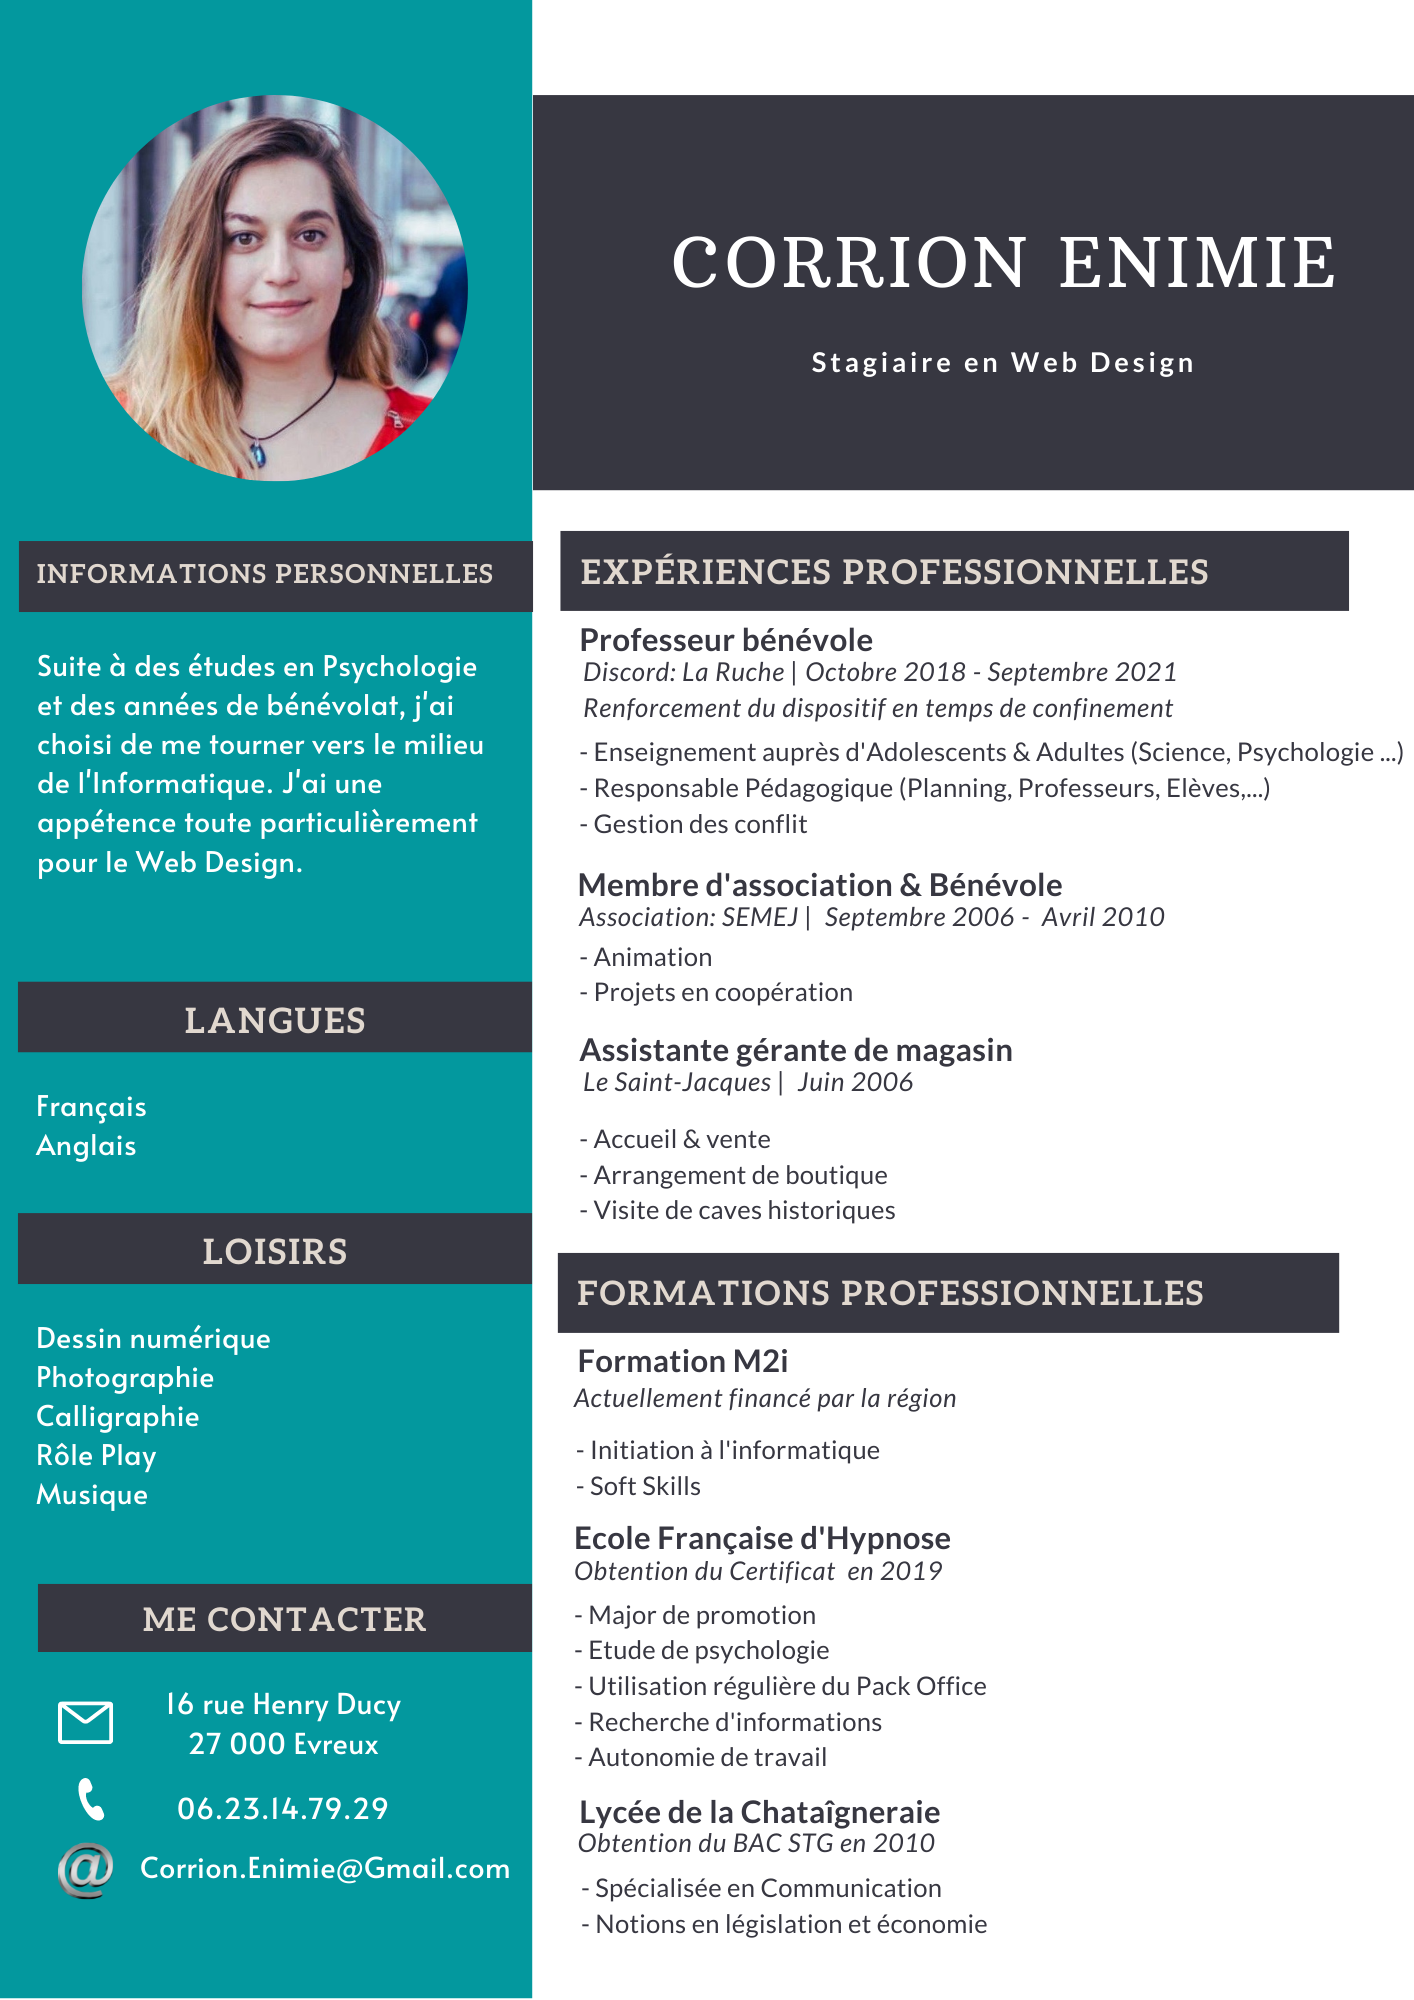 CORRION ENIMIE
Stagiaire en Web Design
INFORMATIONS PERSONNELLES
Suite à des études en Psychologie
et des années de bénévolat, j'ai
choisi de me tourner vers le milieu
de l'Informatique. J'ai une
appétence toute particulièrement
pour le Web Design.
LANGUES
Français
Anglais
LOISIRS
Dessin numérique
Photographie
Calligraphie
Rôle Play
Musique
ME CONTACTER
16 rue Henry Ducy
27 000 Evreux
06.23.14.79.29
@ Corrion.Enimie@Gmail.com
EXPÉRIENCES PROFESSIONNELLES
Professeur bénévole
Discord: La Ruche | Octobre 2018 - Septembre 2021
Renforcement du dispositif en temps de confinement
- Enseignement auprès d'Adolescents & Adultes (Science, Psychologie ...)
- Responsable Pédagogique (Planning, Professeurs, Elèves,...)
- Gestion des conflit
Membre d'association & Bénévole
Association: SEMEJ | Septembre 2006 - Avril 2010
- Animation
- Projets en coopération
Assistante gérante de magasin
Le Saint-Jacques | Juin 2006
- Accueil & vente
- Arrangement de boutique
- Visite de caves historiques
FORMATIONS PROFESSIONNELLES
Formation M2i
Actuellement financé par la région
- Initiation à l'informatique
- Soft Skills
Ecole Française d'Hypnose
Obtention du Certificat en 2019
- Major de promotion
- Etude de psychologie
- Utilisation régulière du Pack Office
- Recherche d'informations
- Autonomie de travail
Lycée de la Chataîgneraie
Obtention du BAC STG en 2010
- Spécialisée en Communication
- Notions en législation et économie